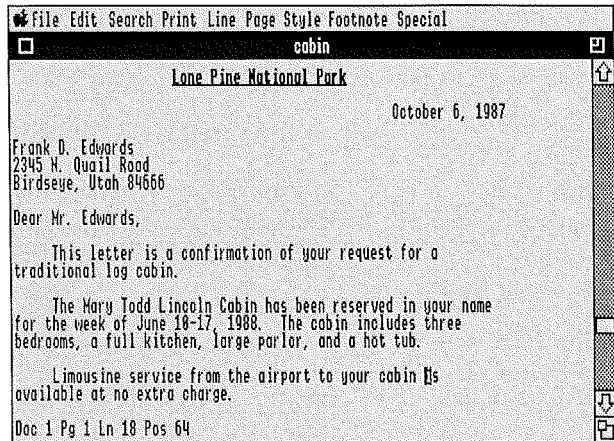 File Edit Search Print Line Page Style Footnote Special
cabin
Lone Pine National Park
October 6, 1987
Frank D. Edwards
2345 N. Quail Road
Birdseye, Utah 84666
Dear Mr. Edwards,
This letter is a confirmation of your request for a
traditional log cabin.
The Mary Todd Lincoln Cabin has been reserved in your name
for the week of June 10-17, 1988. The cabin includes three
bedrooms, a full kitchen, large parlor, and a hot tub.
Limousine service from the airport to your cabin is
available at no extra charge.
Doc 1 Pg 1 Ln 18 Pos 64